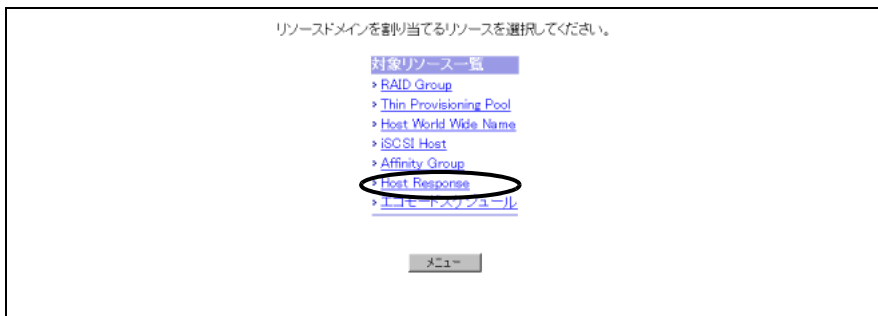 リソースドメインを割り当てるリソースを選択してください。
対象リソース一覧
> RAID Group
> Thin Provisioning Pool
> Host World Wide Name
> iSCSI Host
> Affinity Group
> Host Response
> エコモードスケジュール
メニュー